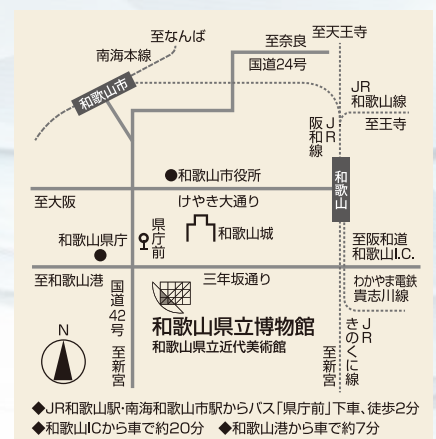 至なんば
南海本線
至天王寺
至奈良
国道24号
和歌山市
JR
和歌山線
至王寺
JR
阪和線
和歌山市役所
和歌山
至大阪
けやき大通り
県庁前
和歌山城
和歌山県庁
至阪和道
和歌山I.C.
至和歌山港
三年坂通り
わかやま電鉄
貴志川線
国道42号
至新宮
和歌山県立博物館
和歌山県立近代美術館
N
至新宮
JR
きのくに線
◆JR和歌山駅・南海和歌山市駅からバス「県庁前」下車、徒歩2分
◆和歌山ICから車で約20分 ◆和歌山港から車で約7分